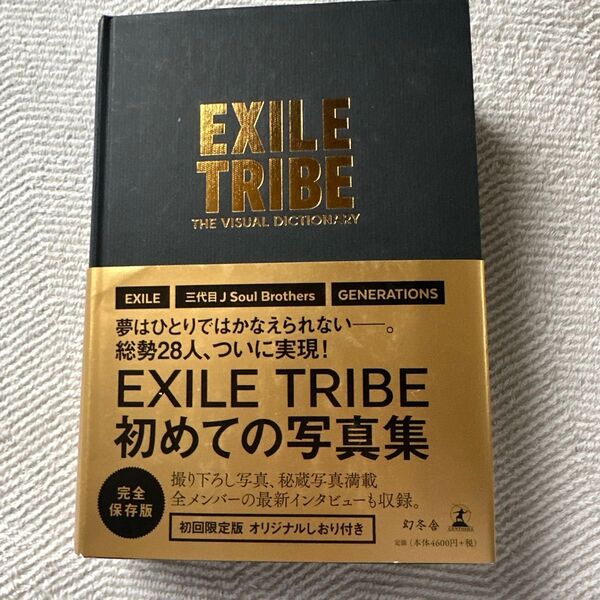 EXILE
TRIBE
THE VISUAL DICTIONARY
EXILE
三代目 J Soul Brothers
GENERATIONS
夢はひとりではかなえられない――。
総勢28人、ついに実現!
EXILE TRIBE
初めての写真集
完全
保存版
撮り下ろし写真、秘蔵写真満載
全メンバーの最新インタビューも収録。
初回限定版 オリジナルしおり付き
幻冬舎
GENTOSHA
定価(本体4600円+税)